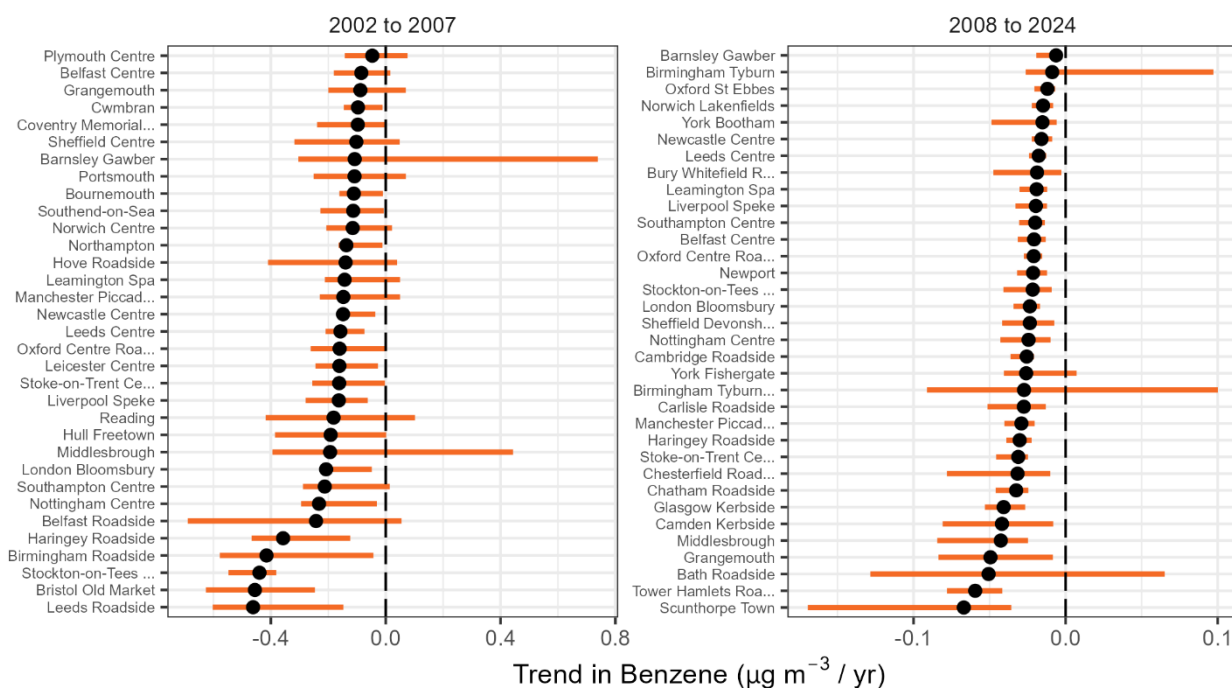 2002 to 2007
Plymouth Centre
Belfast Centre
Grangemouth
Cwmbran
Coventry Memorial...
Sheffield Centre
Barnsley Gawber
Portsmouth
Bournemouth
Southend-on-Sea
Norwich Centre
Northampton
Hove Roadside
Leamington Spa
Manchester Piccad...
Newcastle Centre
Leeds Centre
Oxford Centre Roa...
Leicester Centre
Stoke-on-Trent Ce...
Liverpool Speke
Reading
Hull Freetown
Middlesbrough
London Bloomsbury
Southampton Centre
Nottingham Centre
Belfast Roadside
Haringey Roadside
Birmingham Roadside
Stockton-on-Tees ...
Bristol Old Market
Leeds Roadside
-0.4 0.0 0.4 0.8
2008 to 2024
Barnsley Gawber
Birmingham Tyburn
Oxford St Ebbes
Norwich Lakenfields
York Bootham
Newcastle Centre
Leeds Centre
Bury Whitefield R...
Leamington Spa
Liverpool Speke
Southampton Centre
Belfast Centre
Oxford Centre Roa...
Newport
Stockton-on-Tees ...
London Bloomsbury
Sheffield Devonsh...
Nottingham Centre
Cambridge Roadside
York Fishergate
Birmingham Tyburn...
Carlisle Roadside
Manchester Piccad...
Haringey Roadside
Stoke-on-Trent Ce...
Chesterfield Road...
Chatham Roadside
Glasgow Kerbside
Camden Kerbside
Middlesbrough
Grangemouth
Bath Roadside
Tower Hamlets Roa...
Scunthorpe Town
-0.1 0.0 0.1
Trend in Benzene (μg m⁻³ / yr)